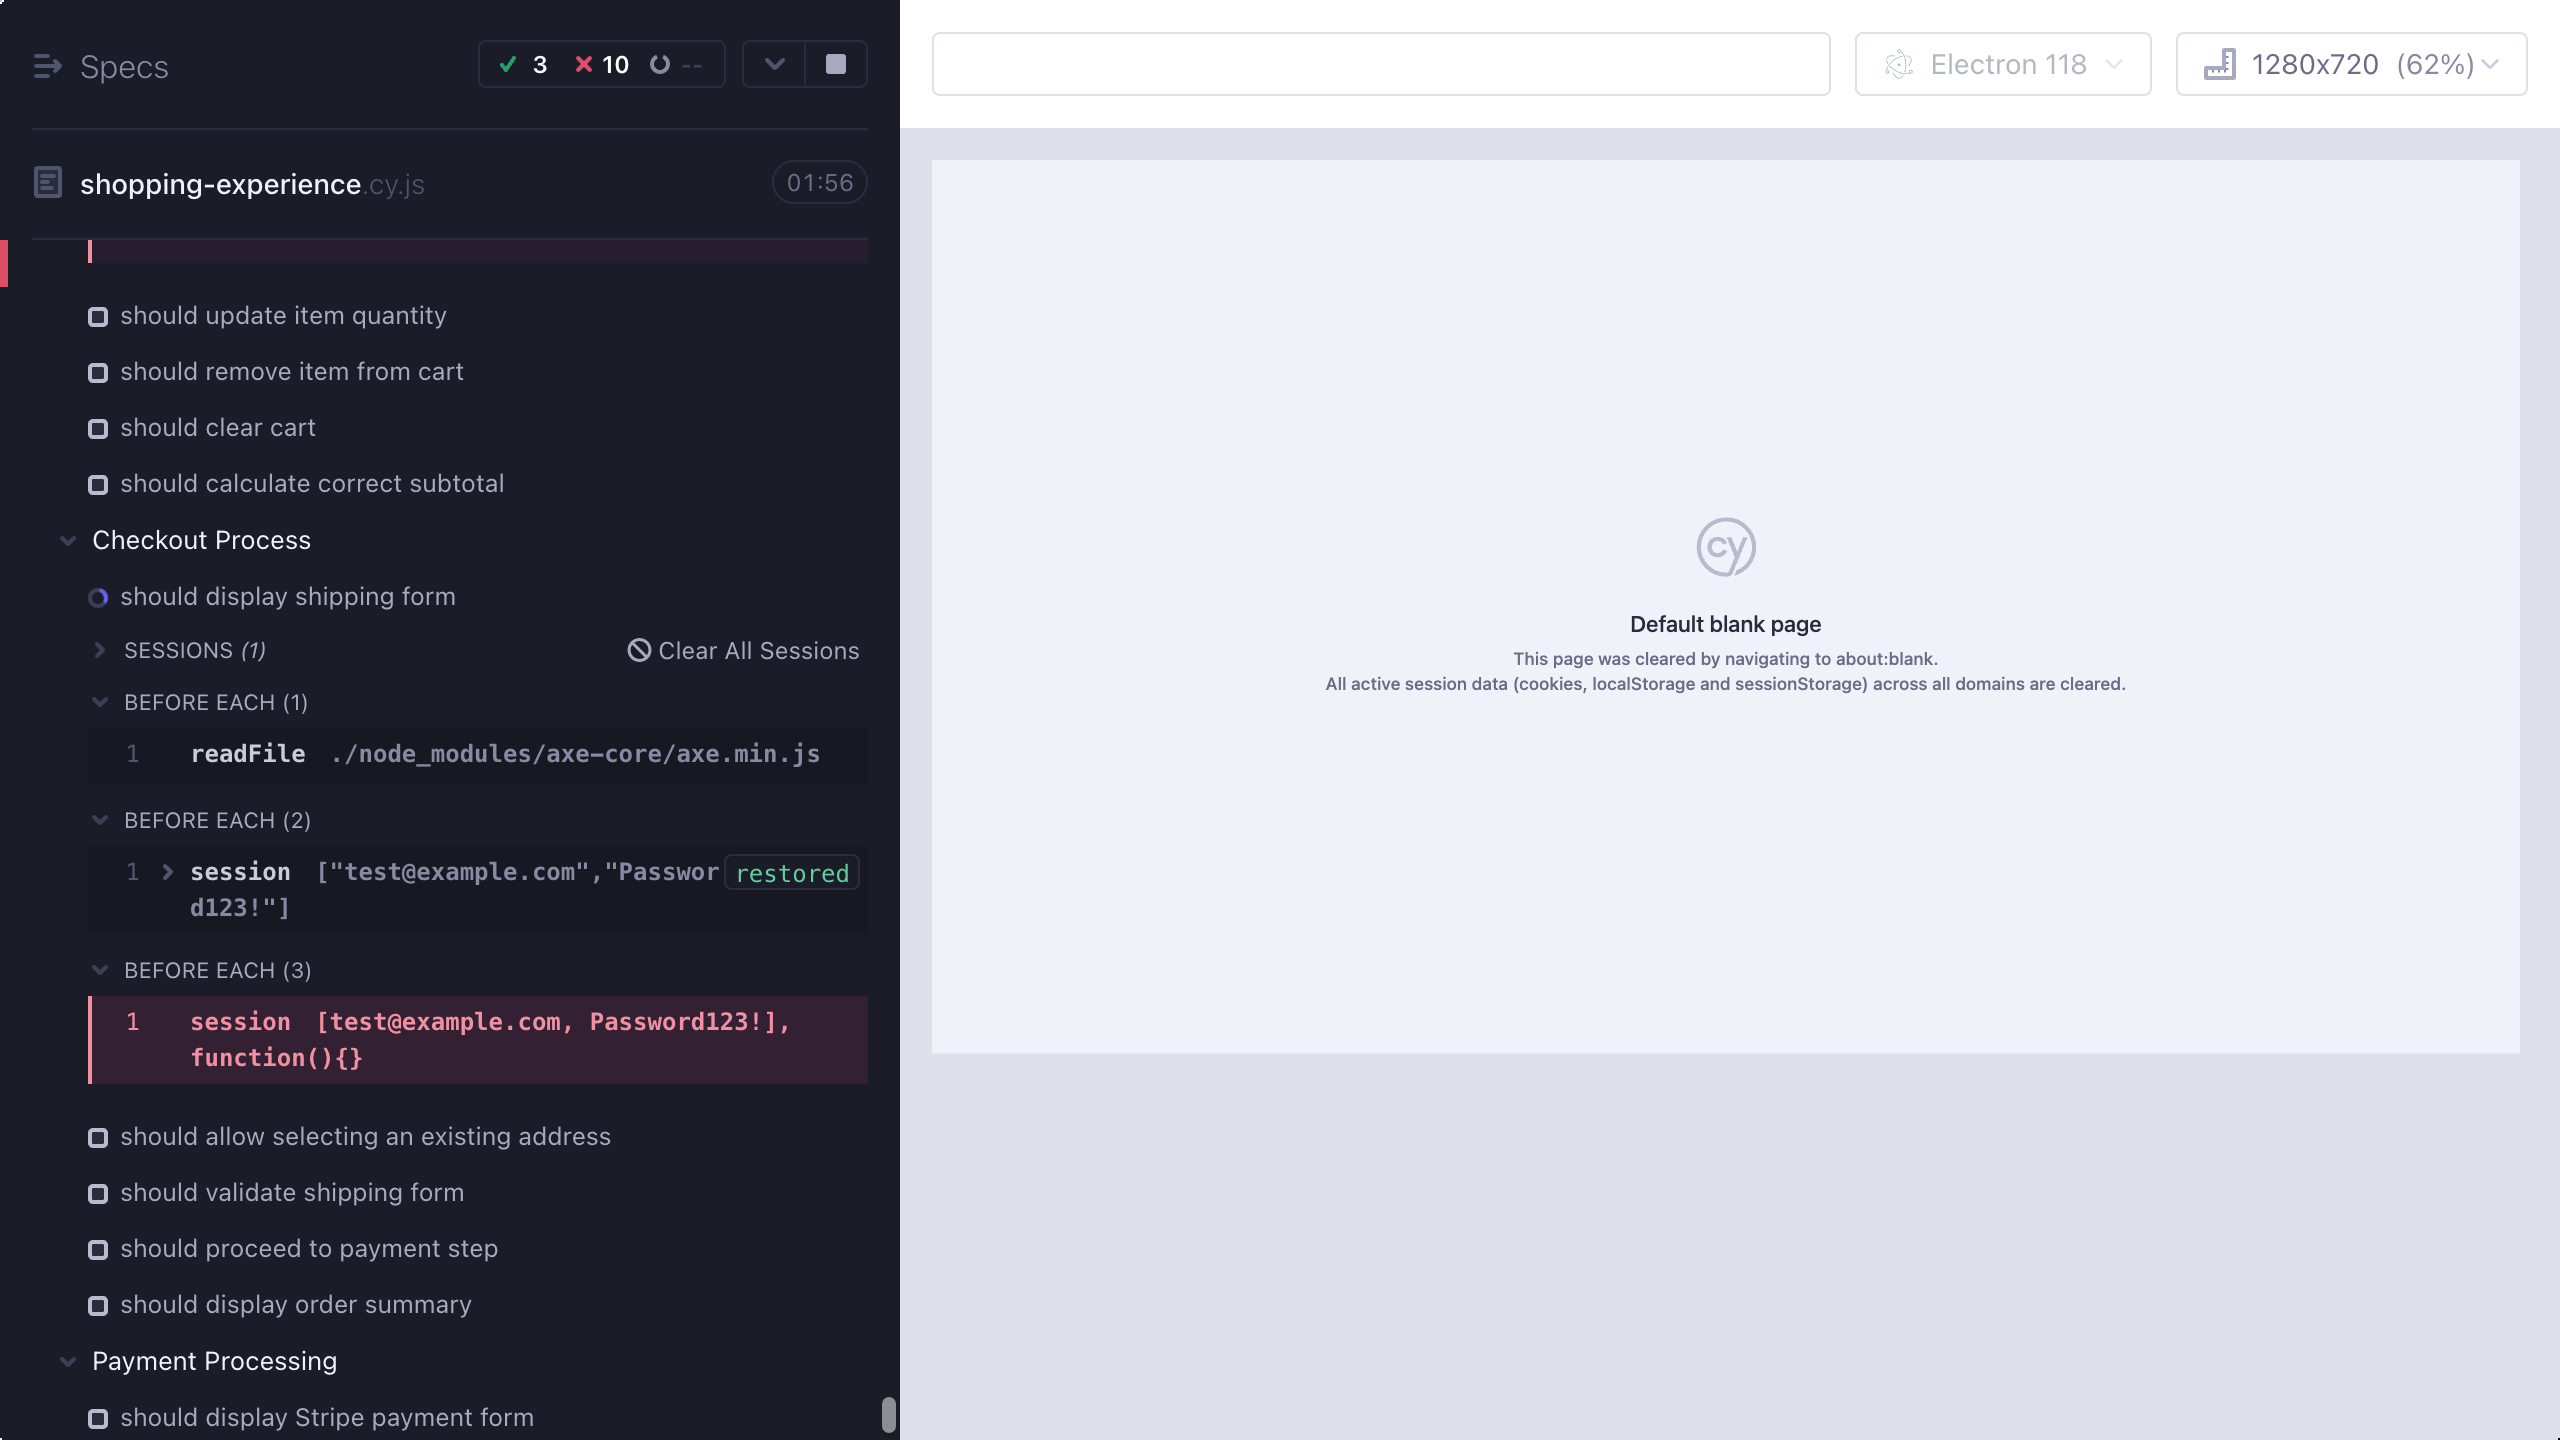 Specs
3
10
--
Electron 118
1280x720 (62%)
shopping-experience.cy.js
01:56
should update item quantity
should remove item from cart
should clear cart
should calculate correct subtotal
Checkout Process
should display shipping form
SESSIONS (1)
Clear All Sessions
BEFORE EACH (1)
1 readFile ./node_modules/axe-core/axe.min.js
BEFORE EACH (2)
1 session ["test@example.com","Passwor restored
d123!"]
BEFORE EACH (3)
1 session [test@example.com, Password123!],
function(){}
should allow selecting an existing address
should validate shipping form
should proceed to payment step
should display order summary
Payment Processing
should display Stripe payment form
cy
Default blank page
This page was cleared by navigating to about:blank.
All active session data (cookies, localStorage and sessionStorage) across all domains are cleared.